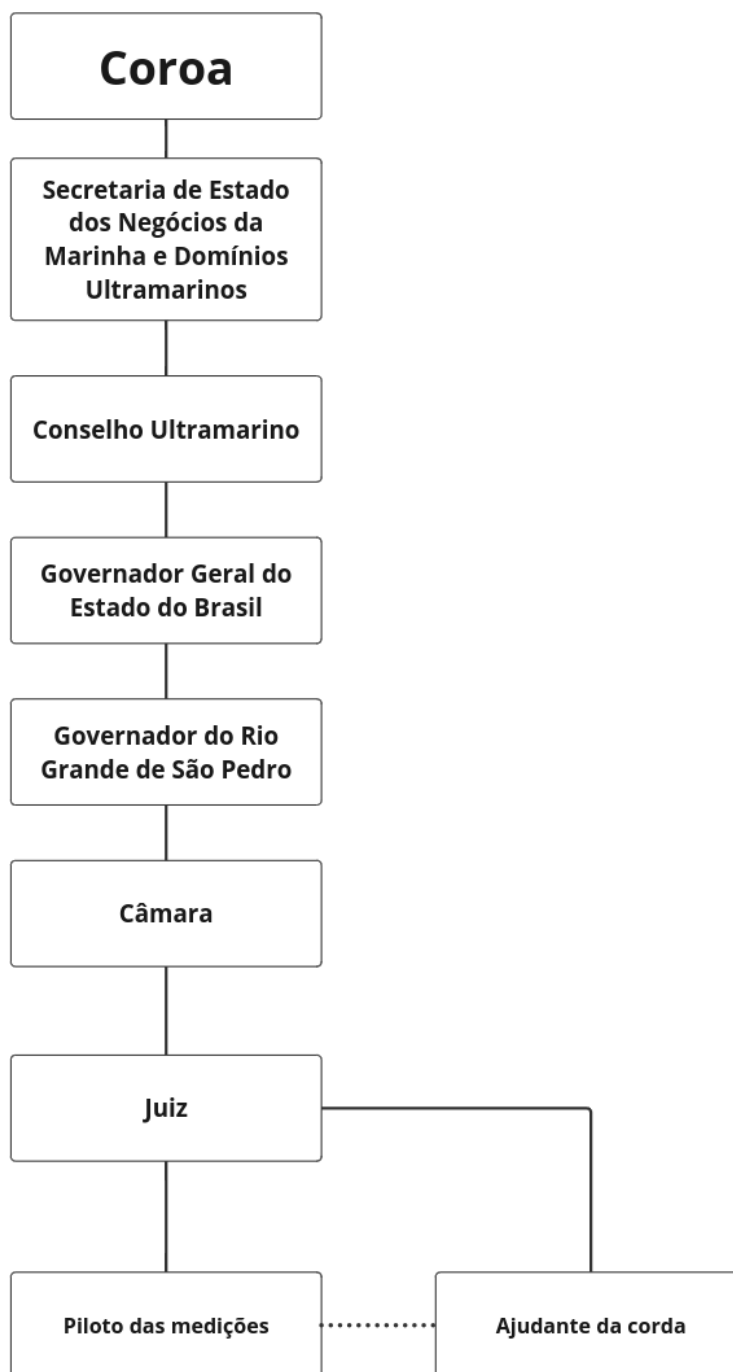 Coroa
Secretaria de Estado
dos Negócios da
Marinha e Domínios
Ultramarinos
Conselho Ultramarino
Governador Geral do
Estado do Brasil
Governador do Rio
Grande de São Pedro
Câmara
Juiz
Piloto das medições
Ajudante da corda